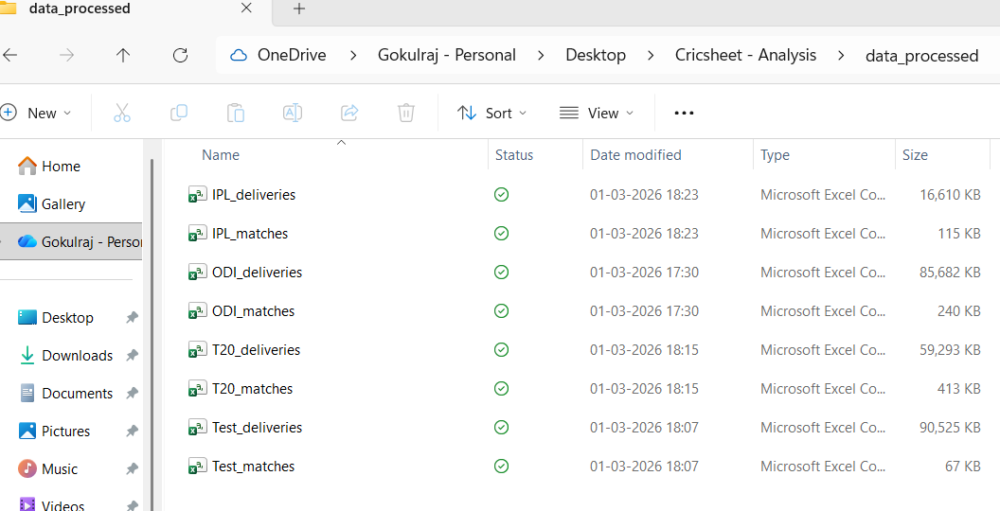 data_processed
OneDrive > Gokulraj - Personal > Desktop > Cricsheet - Analysis > data_processed
New Sort View
Home
Gallery
Gokulraj - Person
Desktop
Downloads
Documents
Pictures
Music
Videos
Name Status Date modified Type Size
IPL_deliveries 01-03-2026 18:23 Microsoft Excel Co... 16,610 KB
IPL_matches 01-03-2026 18:23 Microsoft Excel Co... 115 KB
ODI_deliveries 01-03-2026 17:30 Microsoft Excel Co... 85,682 KB
ODI_matches 01-03-2026 17:30 Microsoft Excel Co... 240 KB
T20_deliveries 01-03-2026 18:15 Microsoft Excel Co... 59,293 KB
T20_matches 01-03-2026 18:15 Microsoft Excel Co... 413 KB
Test_deliveries 01-03-2026 18:07 Microsoft Excel Co... 90,525 KB
Test_matches 01-03-2026 18:07 Microsoft Excel Co... 67 KB